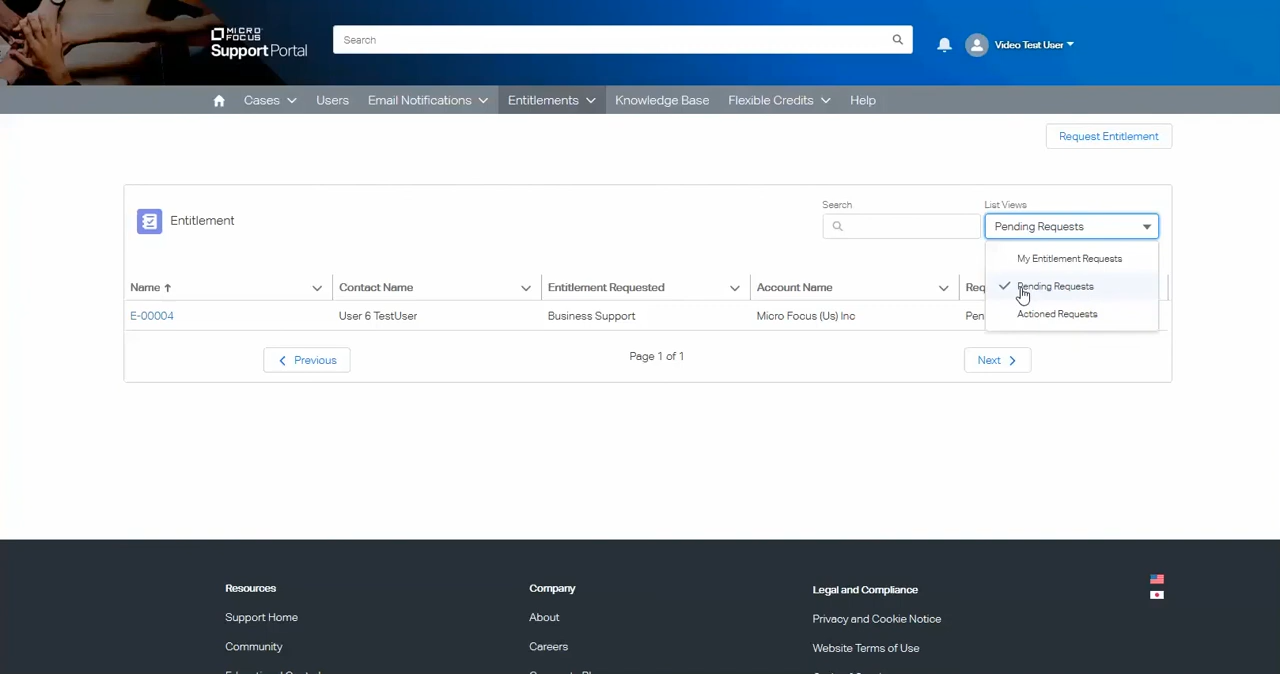 MICRO
FOCUS
Support Portal
Search
Video Test User
Cases
Users
Email Notifications
Entitlements
Knowledge Base
Flexible Credits
Help
Request Entitlement
Entitlement
Search
List Views
Pending Requests
My Entitlement Requests
Pending Requests
Actioned Requests
Name
Contact Name
Entitlement Requested
Account Name
Req
E-00004
User 6 TestUser
Business Support
Micro Focus (Us) Inc
Pen
Previous
Page 1 of 1
Next
Resources
Company
Legal and Compliance
Support Home
About
Privacy and Cookie Notice
Community
Careers
Website Terms of Use